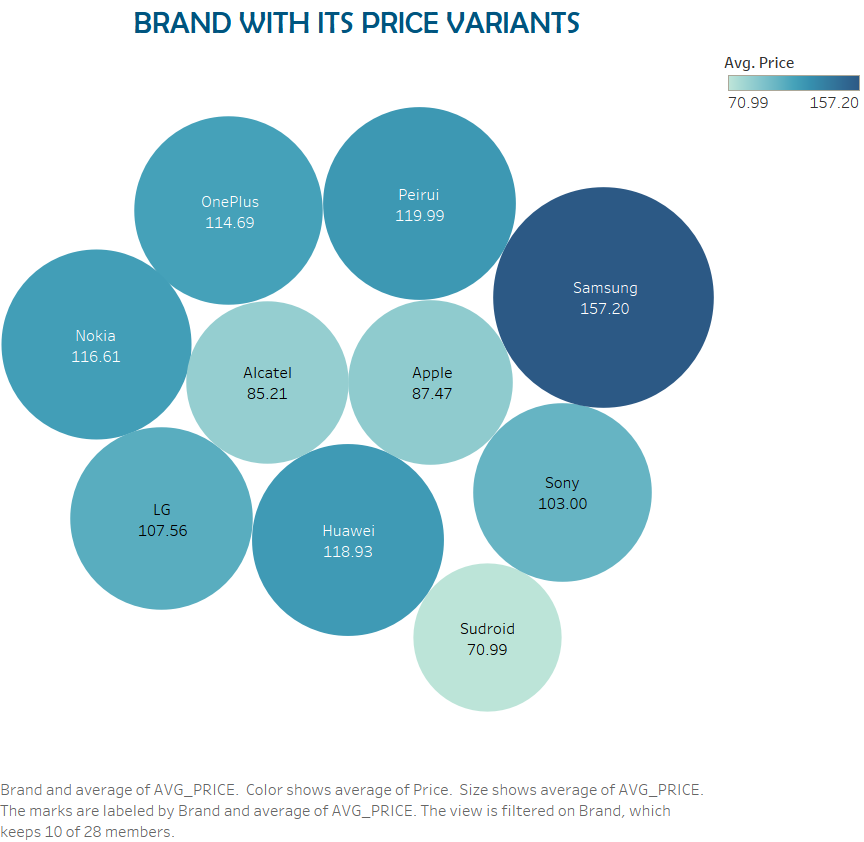 BRAND WITH ITS PRICE VARIANTS
Avg. Price
70.99 157.20
OnePlus
114.69
Peirui
119.99
Samsung
157.20
Nokia
116.61
Alcatel
85.21
Apple
87.47
LG
107.56
Huawei
118.93
Sony
103.00
Sudroid
70.99
Brand and average of AVG_PRICE. Color shows average of Price. Size shows average of AVG_PRICE.
The marks are labeled by Brand and average of AVG_PRICE. The view is filtered on Brand, which
keeps 10 of 28 members.